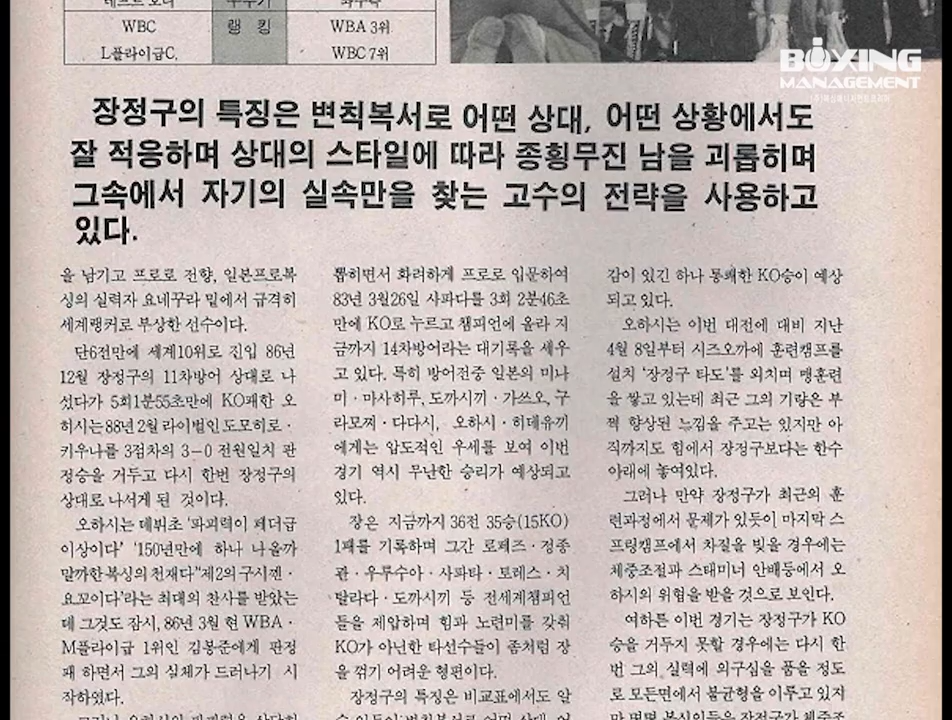 WBC
랭 킹
WBA 3위
L플라이급C,
WBC 7위
BOXING
MANAGEMENT
장정구의 특징은 변칙복서로 어떤 상대, 어떤 상황에서도
잘 적응하며 상대의 스타일에 따라 종횡무진 남을 괴롭히며
그속에서 자기의 실속만을 찾는 고수의 전략을 사용하고
있다.
을 남기고 프로로 전향, 일본프로복
싱의 실력자 요네꾸라 밑에서 급격히
세계랭커로 부상한 선수이다.
단6전만에 세계10위로 진입 86년
12월 장정구의 11차방어 상대로 나
섰다가 5회1분55초만에 KO패한 오
히시는88년 2월 라이벌인 도모히로·
키우나를 3점차의 3−0 전원일치 판
정승을 거두고 다시 한번 장정구의
상대로 나서게 된 것이다.
오하시는 데뷔초 ‘파괴력이 페더급
이상이다’ ‘150년만에 하나 나올까
말까한 복싱의 천재다’‘제2의 구시껜·
요꼬이다’라는 최대의 찬사를 받았는
데 그것도 잠시, 86년 3월 현 WBA·
M플라이급 1위인 김봉준에게 판정
패 하면서 그의 실체가 드러나기 시
작하였다.
뽑히면서 화려하게 프로로 입문하여
83년 3월26일 사파다를 3회 2분46초
만에 KO로 누르고 챔피언에 올라 지
금까지 14차방어라는 대기록을 세우
고 있다. 특히 방어전중 일본의 미나
미·마사히루, 도까시끼·가쓰오, 구
라모찌·다다시, 오하시·히데유끼
에게는 압도적인 우세를 보여 이번
경기 역시 무난한 승리가 예상되고
있다.
장은 지금까지 36전 35승(15KO)
1패를 기록하며 그간 로페즈·정종
관·우루수아·사파타·토레스·치
탈라다·도까시끼 등 전세계챔피언
들을 제압하며 힘과 노련미를 갖춰
KO가 아닌한 타선수들이 좀처럼 장
을 꺾기 어려운 형편이다.
장정구의 특징은 비교표에서도 알
감이 있긴 하나 통쾌한 KO승이 예상
되고 있다.
오하시는 이번 대전에 대비 지난
4월 8일부터 시즈오까에 훈련캠프를
설치 ‘장정구 타도’를 외치며 맹훈련
을 쌓고 있는데 최근 그의 기량은 부
쩍 향상된 느낌을 주고는 있지만 아
직까지도 힘에서 장정구보다는 한수
아래에 놓여있다.
그러나 만약 장정구가 최근의 훈
련과정에서 문제가 있듯이 마지막 스
프링캠프에서 차질을 빚을 경우에는
체중조절과 스태미너 안배등에서 오
하시의 위협을 받을 것으로 보인다.
여하튼 이번 경기는 장정구가 KO
승을 거두지 못할 경우에는 다시 한
번 그의 실력에 의구심을 품을 정도
로 모든면에서 불균형을 이루고 있지